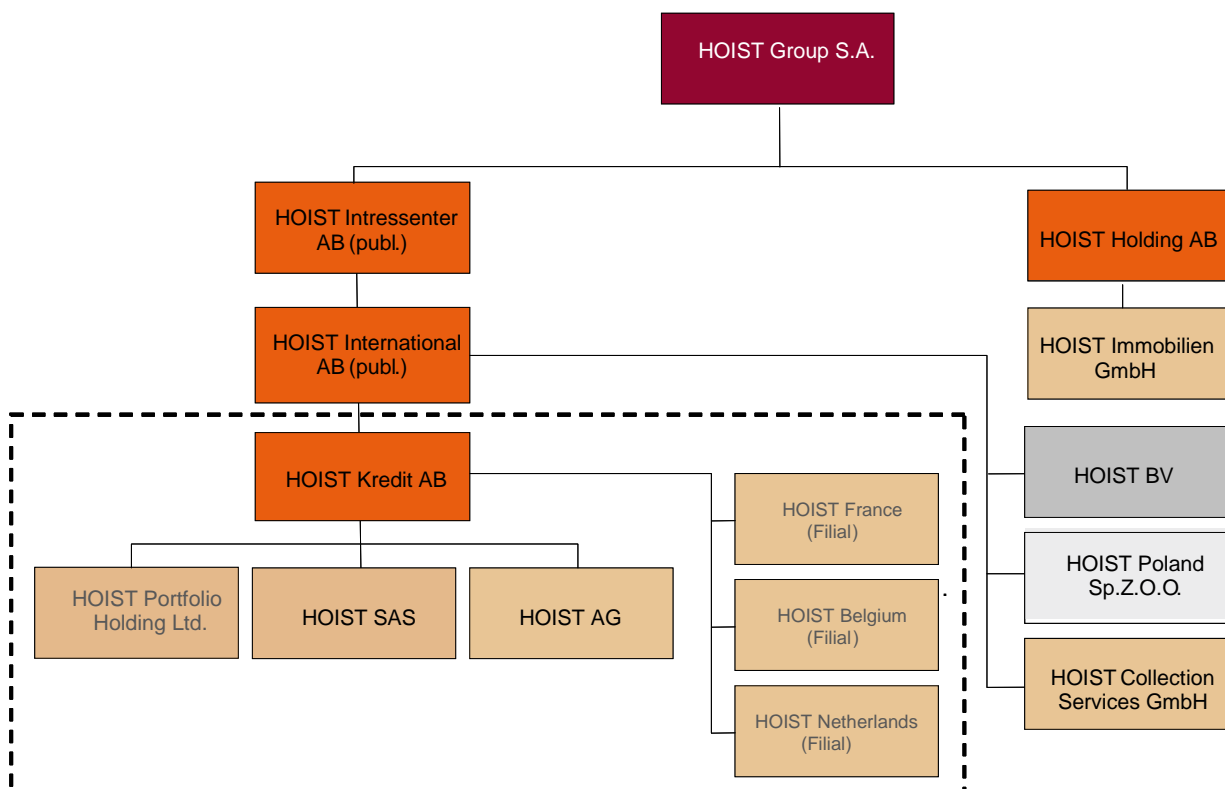 HOIST Group S.A.
HOIST Intressenter
AB (publ.)
HOIST Holding AB
HOIST International
AB (publ.)
HOIST Immobilien
GmbH
HOIST Kredit AB
HOIST BV
HOIST France
(Filial)
HOIST Poland
Sp.Z.O.O.
HOIST Portfolio
Holding Ltd.
HOIST SAS
HOIST AG
HOIST Belgium
(Filial)
.
HOIST Collection
Services GmbH
HOIST Netherlands
(Filial)